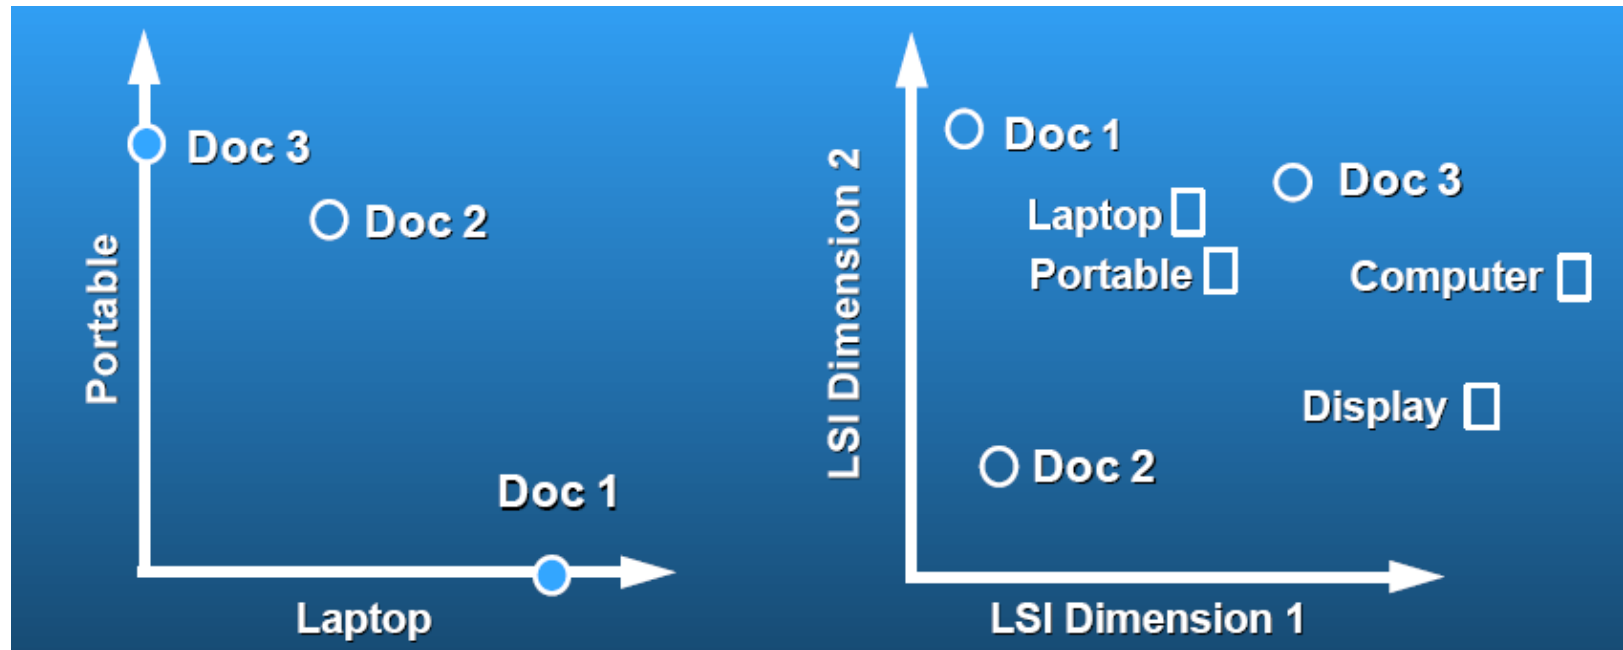 Portable
Doc 3
Doc 2
Doc 1
Laptop
LSI Dimension 2
Doc 1
Doc 3
Laptop
Portable
Computer
Display
Doc 2
LSI Dimension 1